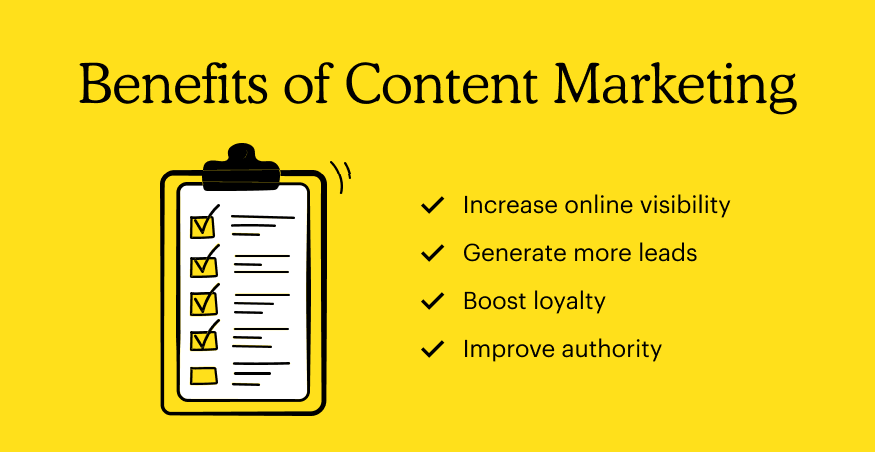 Benefits of Content Marketing
Increase online visibility
Generate more leads
Boost loyalty
Improve authority